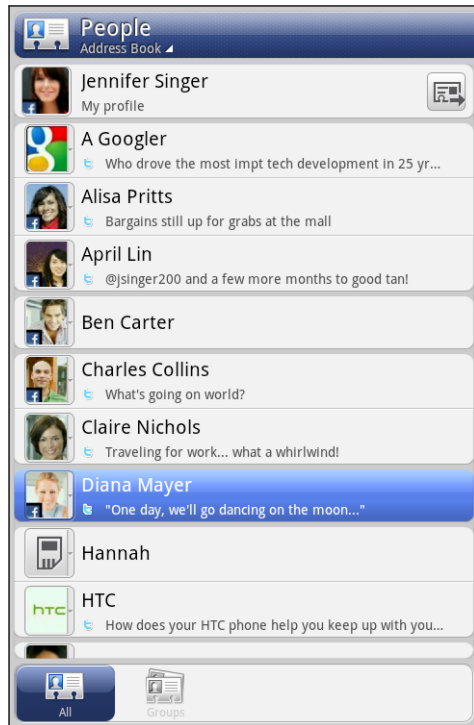 People
Address Book
Jennifer Singer
My profile
A Googler
Who drove the most impt tech development in 25 yr...
Alisa Pritts
Bargains still up for grabs at the mall
April Lin
@jsinger200 and a few more months to good tan!
Ben Carter
Charles Collins
What's going on world?
Claire Nichols
Traveling for work... what a whirlwind!
Diana Mayer
"One day, we'll go dancing on the moon..."
Hannah
hTC
HTC
How does your HTC phone help you keep up with you...
All
Groups